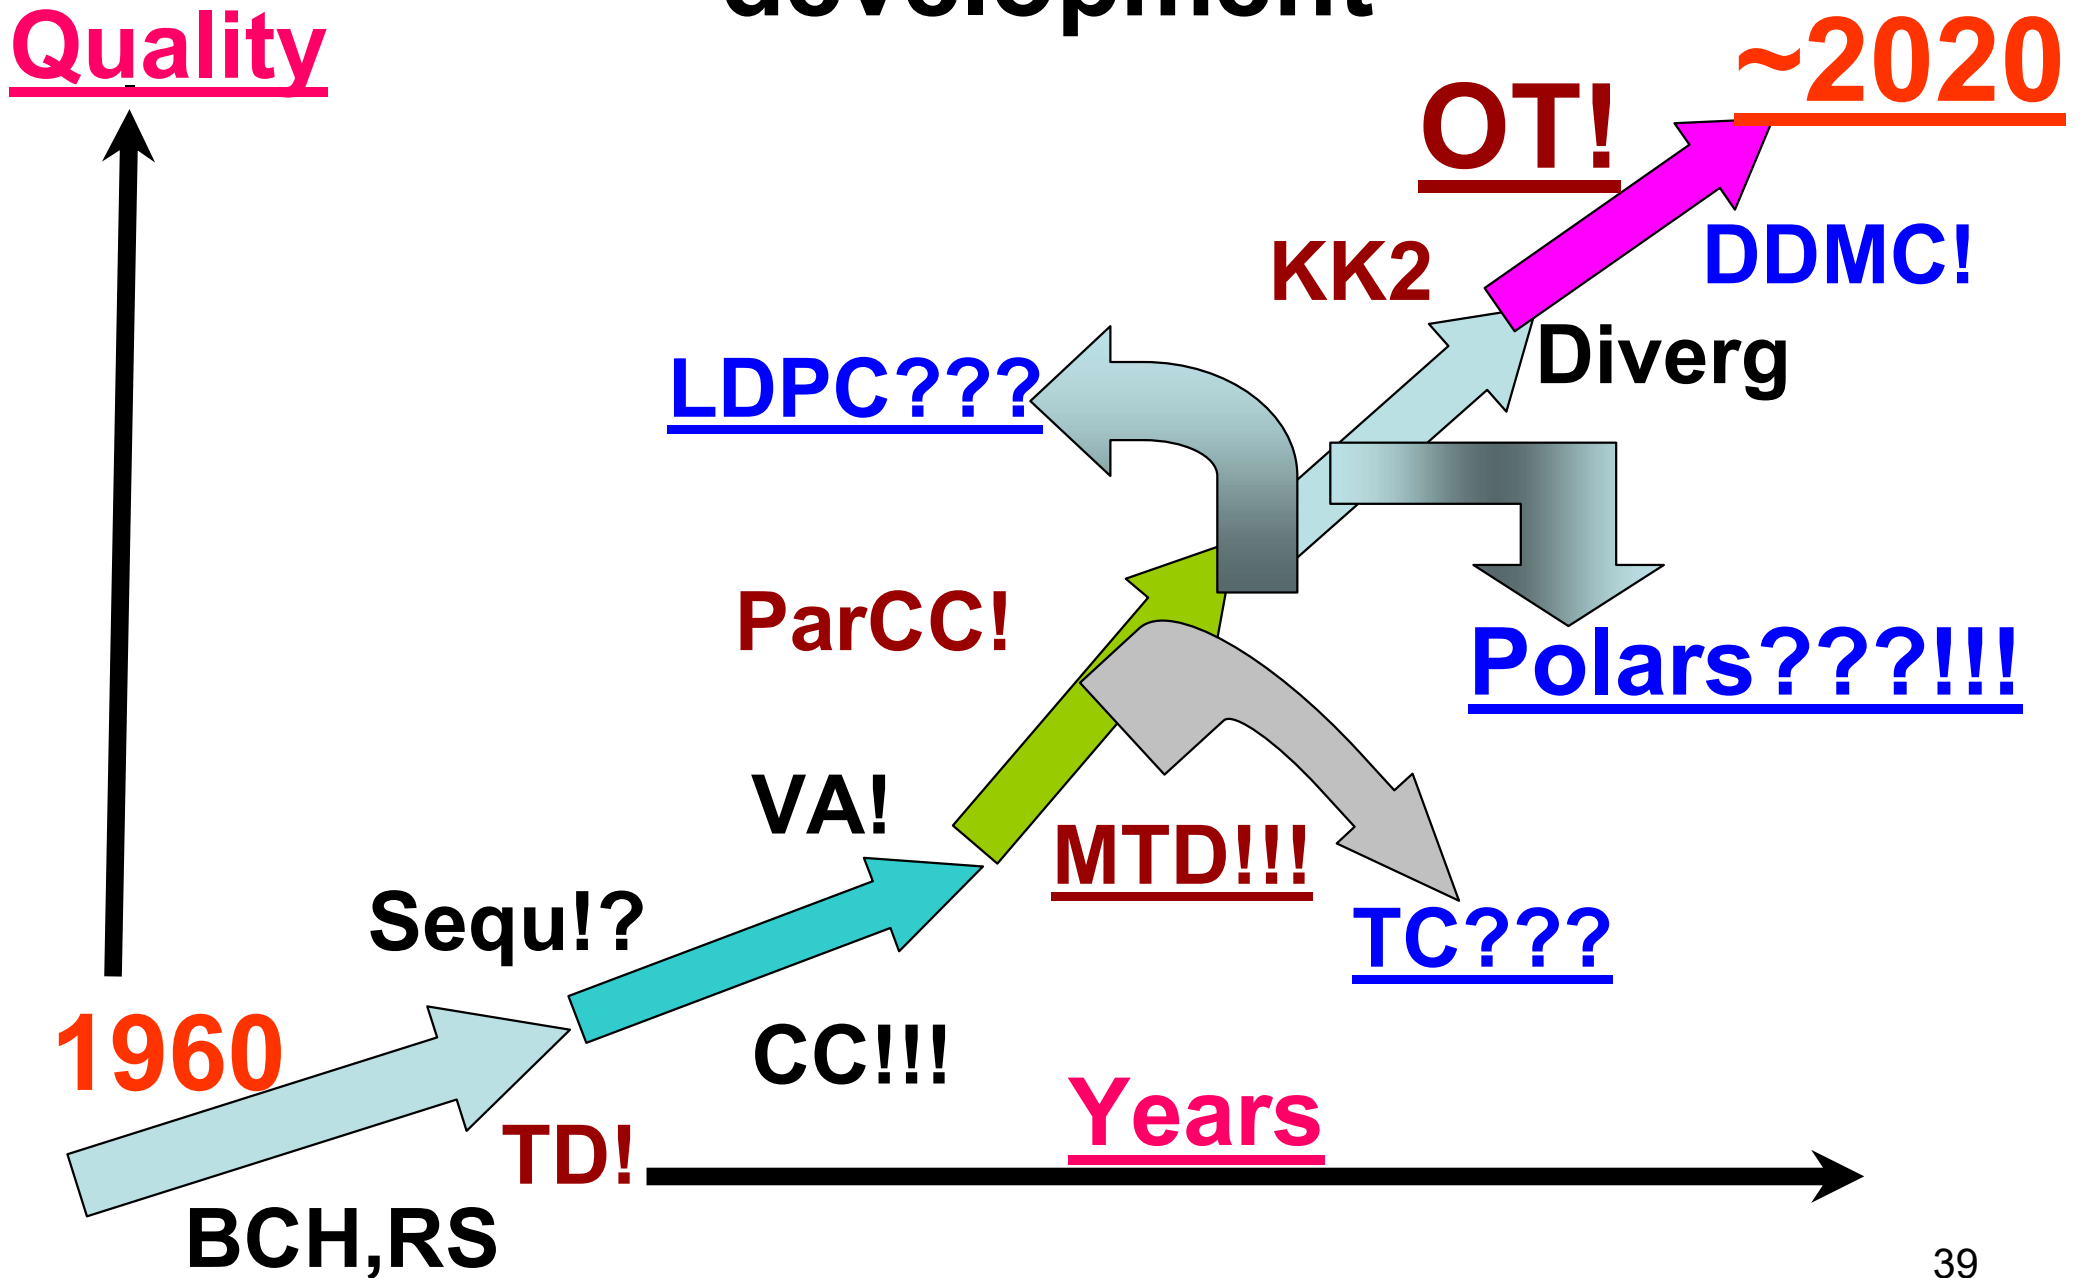 development
Quality
~2020
OT!
DDMC!
KK2
Diverg
LDPC???
ParCC!
Polars???!!!
VA!
MTD!!!
Sequ!?
TC???
1960
CC!!!
Years
TD!
BCH,RS
39